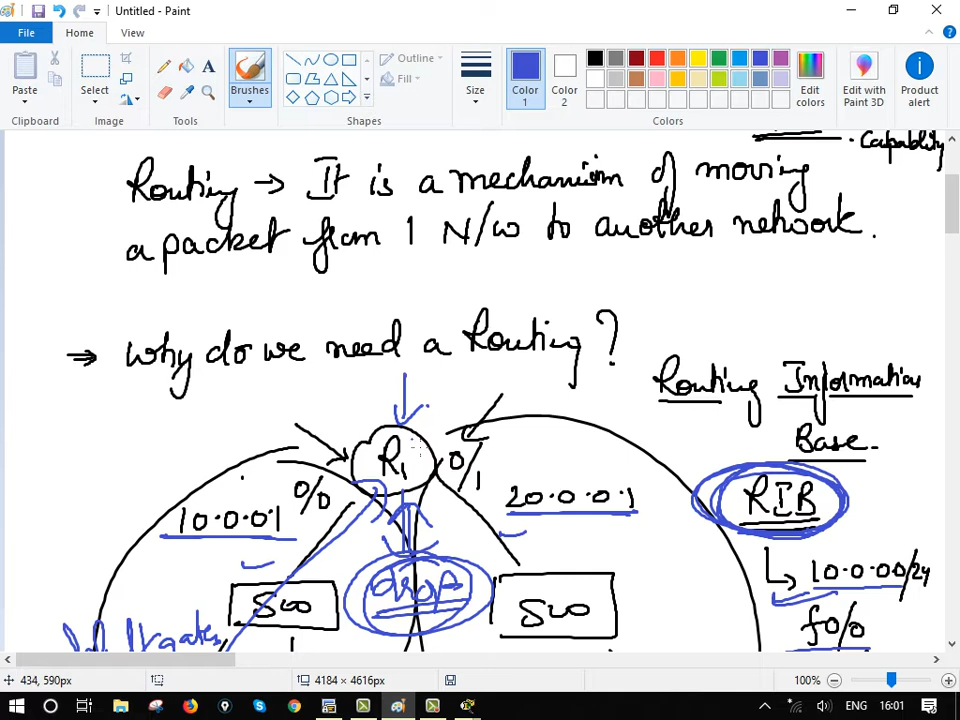 Untitled - Paint
File
Home
View
Paste
Select
Brushes
Outline
Fill
Size
Color 1
Color 2
Edit colors
Edit with Paint 3D
Product alert
Clipboard
Image
Tools
Shapes
Colors
Capability
Routing → It is a mechanism of moving
a packet from 1 N/w to another network.
⇒ why do we need a Routing?
Routing Information
Base
R1
0/0
0/1
10.0.0.1
20.0.0.1
RIB
10.0.0.0/24
f0/0
drop
S00
S00
434, 590px
4184 × 4616px
100%
ENG
16:01